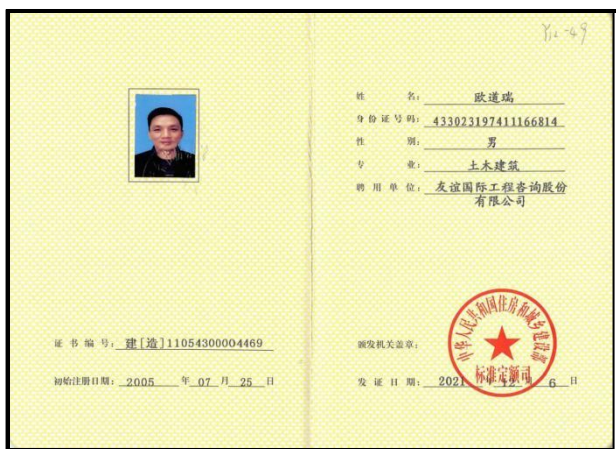 姓 名: 欧道瑞
身份证号码: 433023197411166814
性 别: 男
专 业: 土木建筑
聘用单位: 友谊国际工程咨询股份
有限公司
证书编号: 建[造]11054300004469
初始注册日期: 2005 年 07 月 25 日
颁发机关盖章:
中华人民共和国住房和城乡建设部
标准定额司
发证日期: 2021 年 12 月 6 日